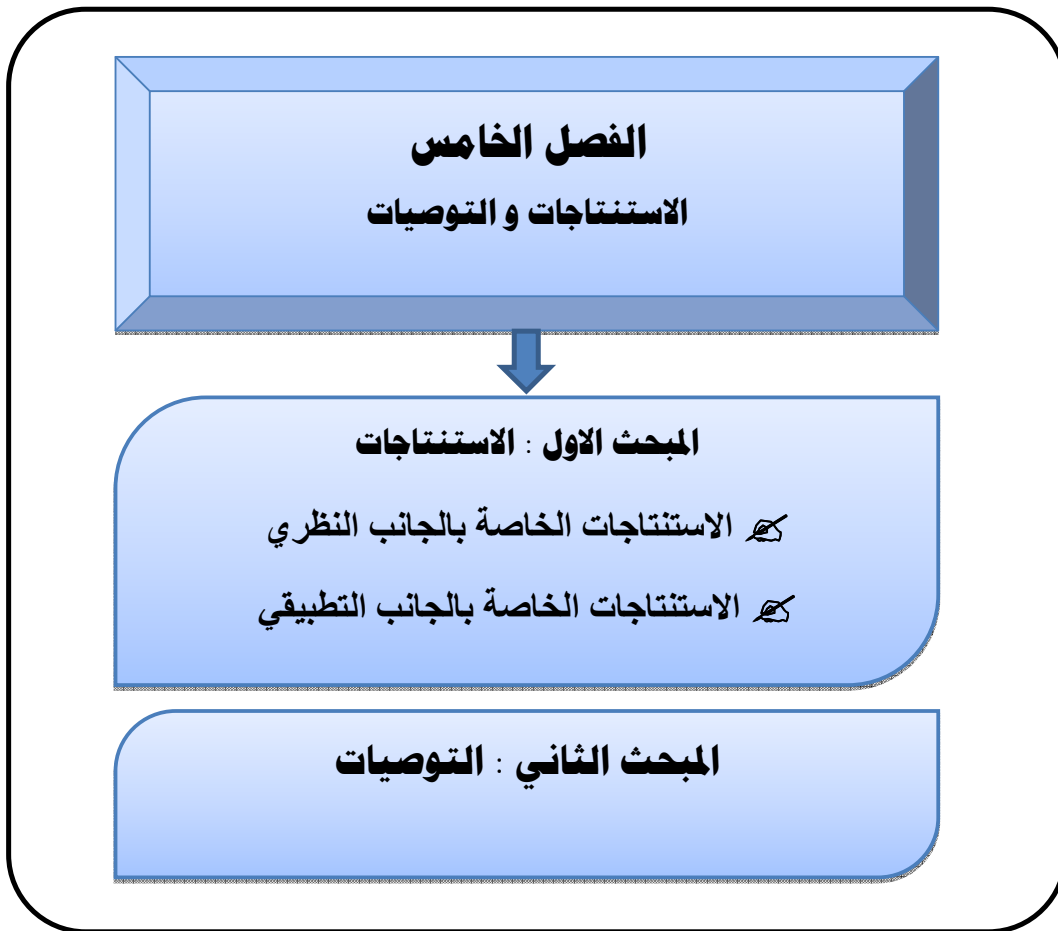 الفصل الخامس
الاستنتاجات و التوصيات
المبحث الاول : الاستنتاجات
الاستنتاجات الخاصة بالجانب النظري
الاستنتاجات الخاصة بالجانب التطبيقي
المبحث الثاني : التوصيات